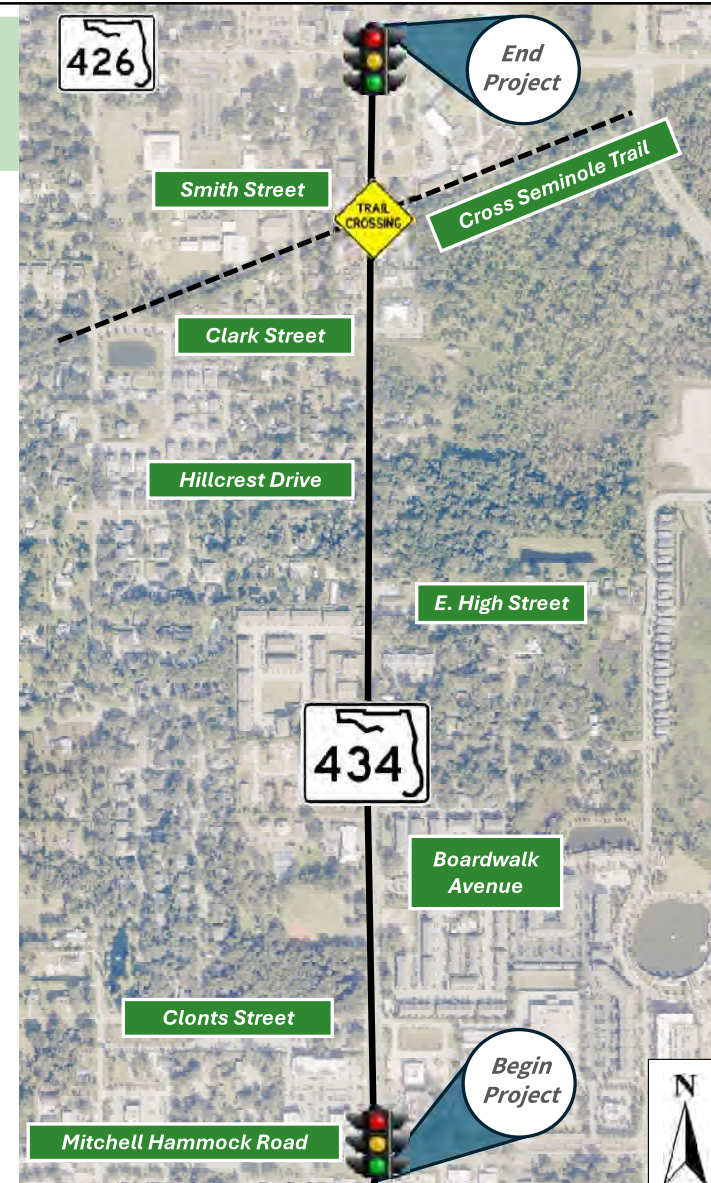 426
End
Project
Smith Street
TRAIL
CROSSING
Cross Seminole Trail
Clark Street
Hillcrest Drive
E. High Street
434
Boardwalk
Avenue
Clonts Street
Begin
Project
N
Mitchell Hammock Road